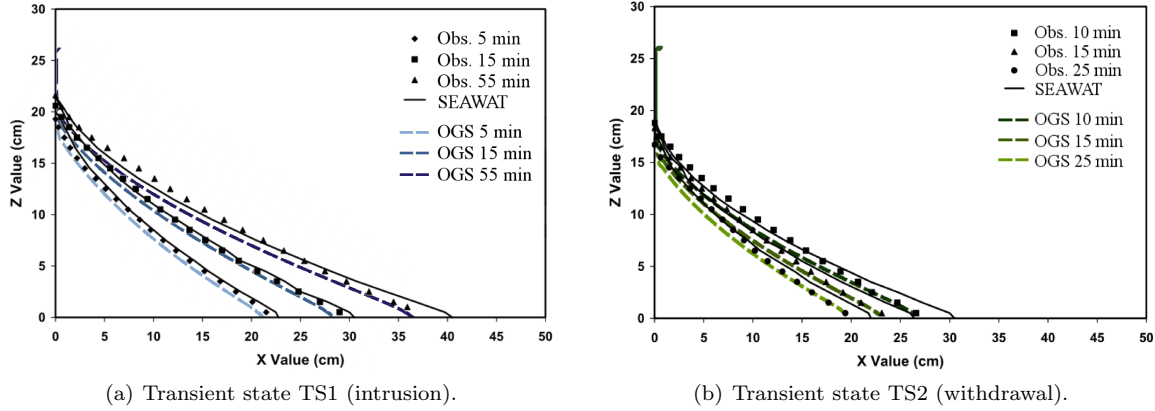 30
25
20
15
10
5
0
Z Value (cm)
0 5 10 15 20 25 30 35 40 45 50
X Value (cm)
Obs. 5 min
Obs. 15 min
Obs. 55 min
SEAWAT
OGS 5 min
OGS 15 min
OGS 55 min
(a) Transient state TS1 (intrusion).
30
25
20
15
10
5
0
Z Value (cm)
0 5 10 15 20 25 30 35 40 45 50
X Value (cm)
Obs. 10 min
Obs. 15 min
Obs. 25 min
SEAWAT
OGS 10 min
OGS 15 min
OGS 25 min
(b) Transient state TS2 (withdrawal).